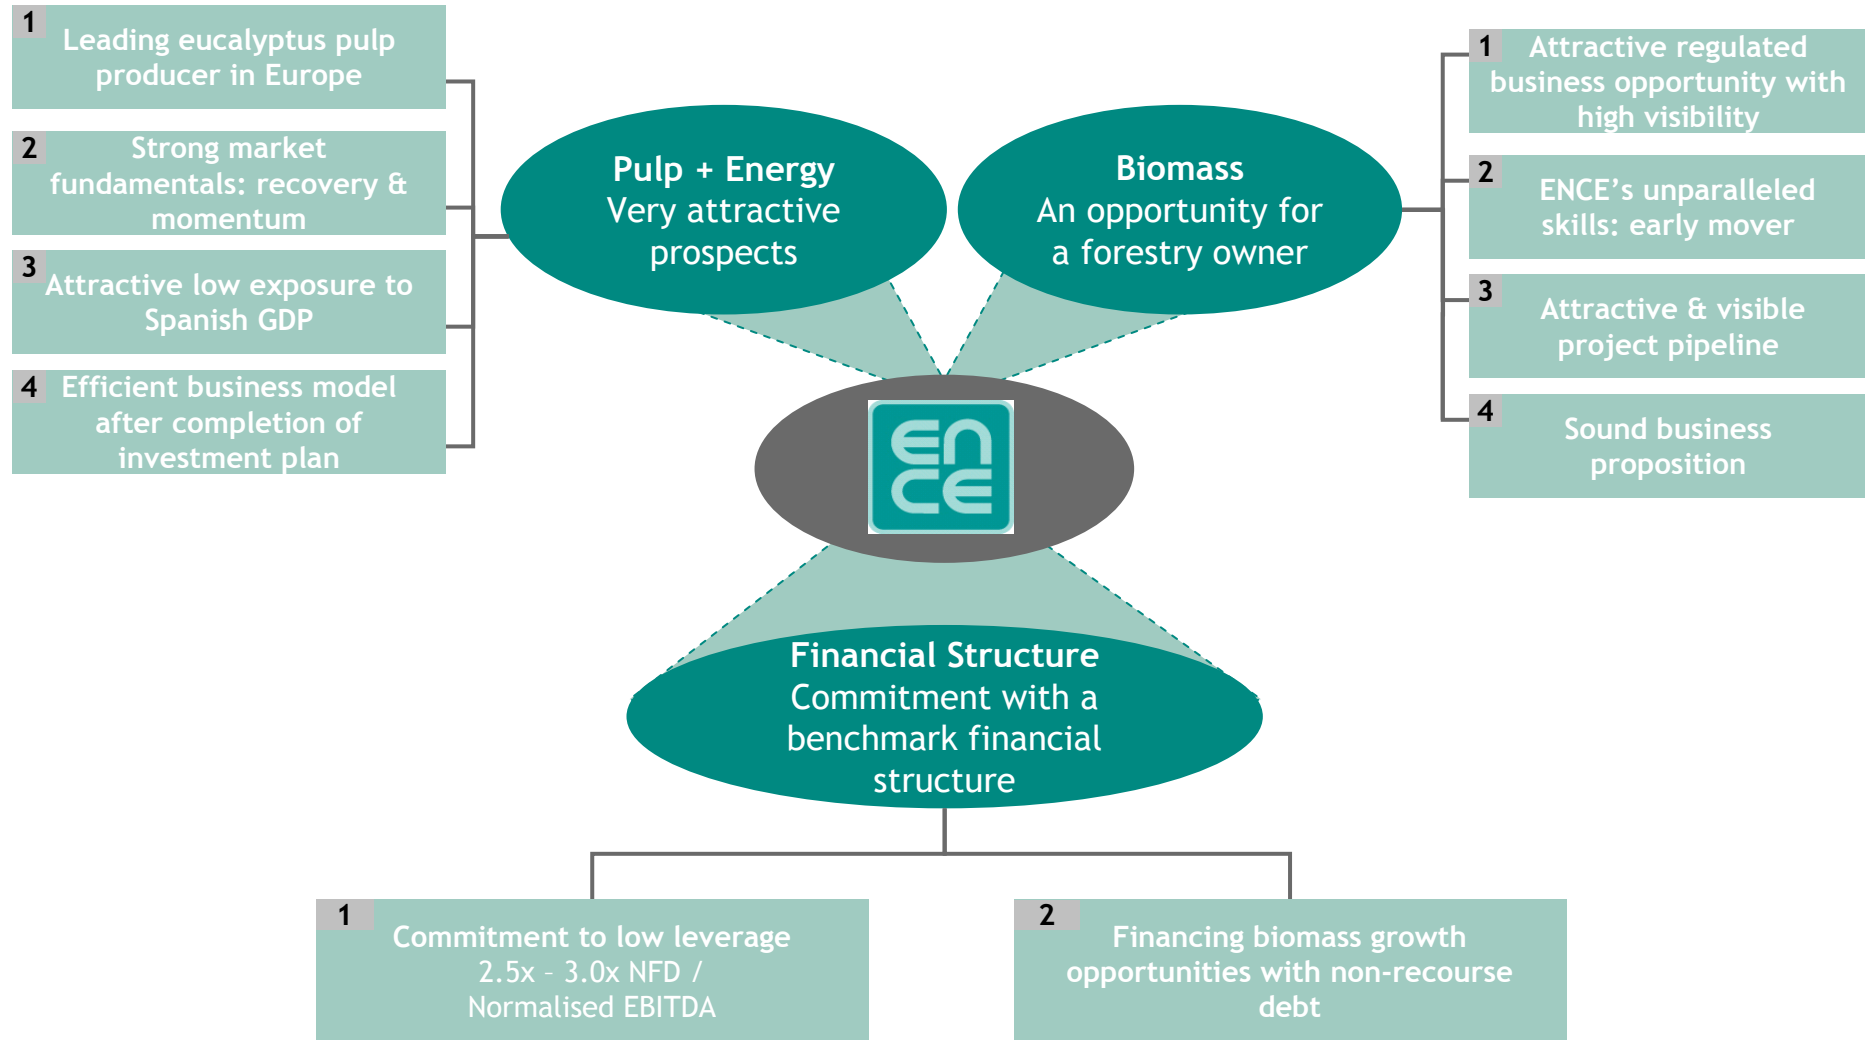 1
Leading eucalyptus pulp
producer in Europe
2
Strong market
fundamentals: recovery &
momentum
3
Attractive low exposure to
Spanish GDP
4
Efficient business model
after completion of
investment plan
Pulp + Energy
Very attractive
prospects
Biomass
An opportunity for
a forestry owner
1
Attractive regulated
business opportunity with
high visibility
2
ENCE’s unparalleled
skills: early mover
3
Attractive & visible
project pipeline
4
Sound business
proposition
EN
CE
Financial Structure
Commitment with a
benchmark financial
structure
1
Commitment to low leverage
2.5x – 3.0x NFD /
Normalised EBITDA
2
Financing biomass growth
opportunities with non-recourse
debt